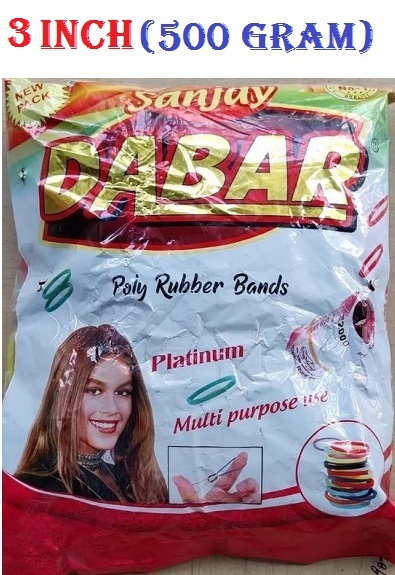 3 INCH (500 GRAM)
NEW
PACK
Sanjay
DABAR
Poly Rubber Bands
Platinum
Multi purpose use